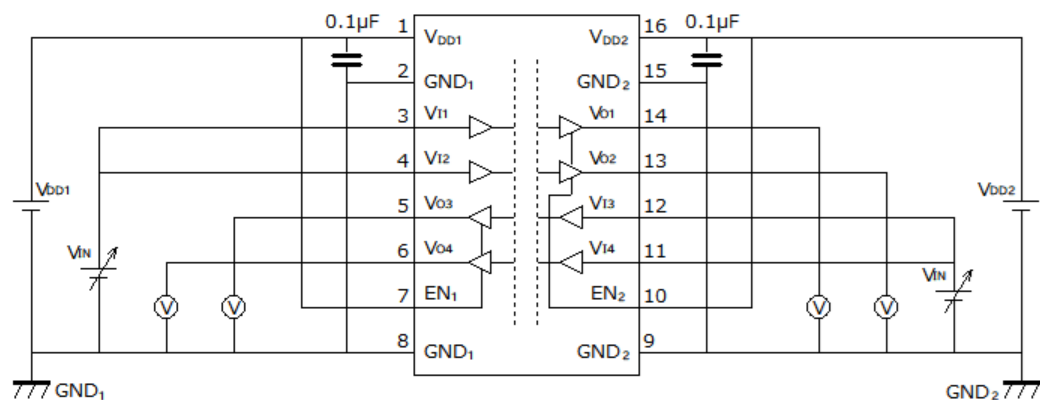 0.1μF 1 16 0.1μF
VDD1 VDD2
2 15
GND1 GND2
3 VI1 VO1 14
4 VI2 VO2 13
VDD1 VDD2
5 VO3 VI3 12
VIN 6 VO4 VI4 11 VIN
V V 7 EN1 EN2 10 V V
8 9
GND1 GND2
GND1 GND2